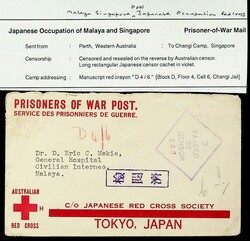 POW
Malaya Singapore, Japanese Occupation
Japanese Occupation of Malaya and Singapore Prisoner-of-War Mail
Sent from : Perth, Western Australia : To Changi Camp, Singapore
Censorship : Censored and resealed on the reverse by Australian censor.
Long rectangular Japanese censor cachet in violet.
Camp addressing : Manuscript red crayon "D 4/6" [Block D, Floor 4, Cell 6, Changi Jail]
PRISONERS OF WAR POST.
SERVICE DES PRISONNIERS DE GUERRE.
D 4/6
Dr. D. Eric C. Mekie,
General Hospital
Civilian Internee,
Malaya.
AUSTRALIAN
RED CROSS
C/O JAPANESE RED CROSS SOCIETY
TOKYO, JAPAN